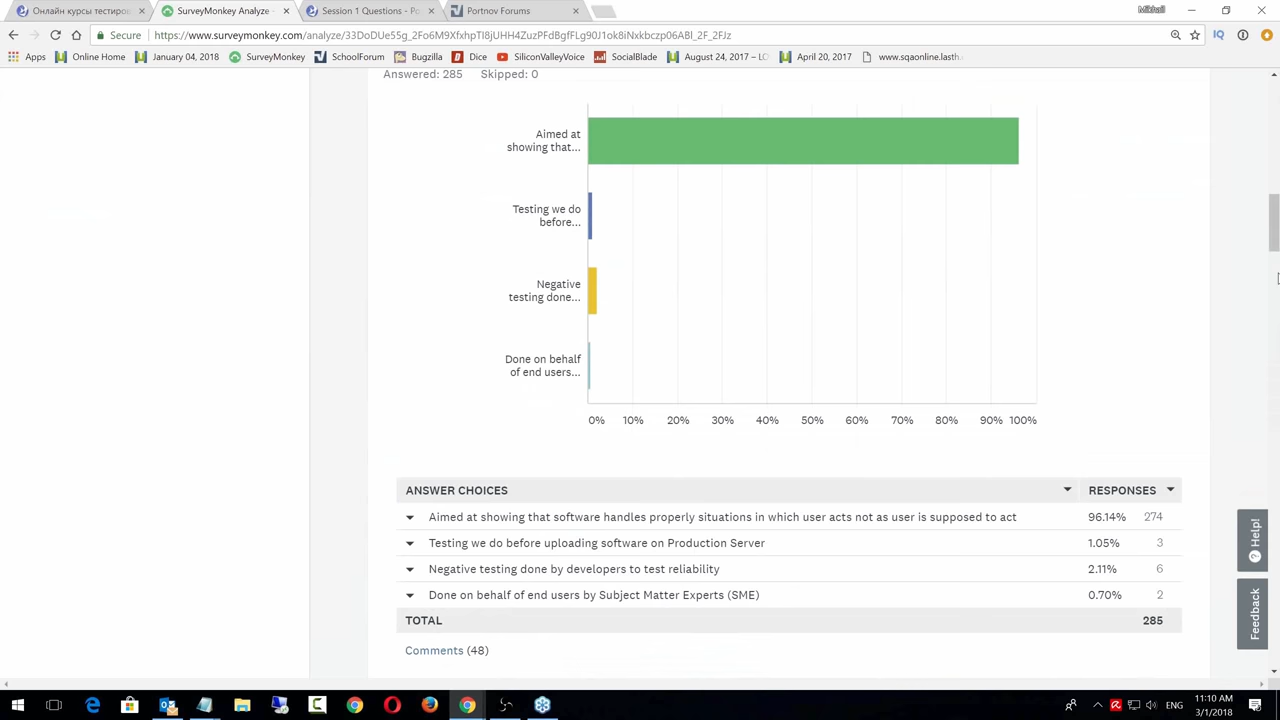 Онлайн курсы тестиров
SurveyMonkey Analyze -
Session 1 Questions - Po
Portnov Forums
Mikhail
Secure
https://www.surveymonkey.com/analyze/33DoDUe55g_2Fo6M9XfxhpTI8jUHH4ZuzPFdBgfFLg90J1ok8iNxkbczp06ABl_2F_2FJz
Apps
Online Home
January 04, 2018
SurveyMonkey
SchoolForum
Bugzilla
Dice
SiliconValleyVoice
SocialBlade
August 24, 2017 – LO
April 20, 2017
www.sqaonline.lasth
Answered: 285 Skipped: 0
Aimed at
showing that...
Testing we do
before...
Negative
testing done...
Done on behalf
of end users...
0% 10% 20% 30% 40% 50% 60% 70% 80% 90% 100%
ANSWER CHOICES RESPONSES
Aimed at showing that software handles properly situations in which user acts not as user is supposed to act 96.14% 274
Testing we do before uploading software on Production Server 1.05% 3
Negative testing done by developers to test reliability 2.11% 6
Done on behalf of end users by Subject Matter Experts (SME) 0.70% 2
TOTAL 285
Comments (48)
Help!
Feedback
ENG
11:10 AM
3/1/2018